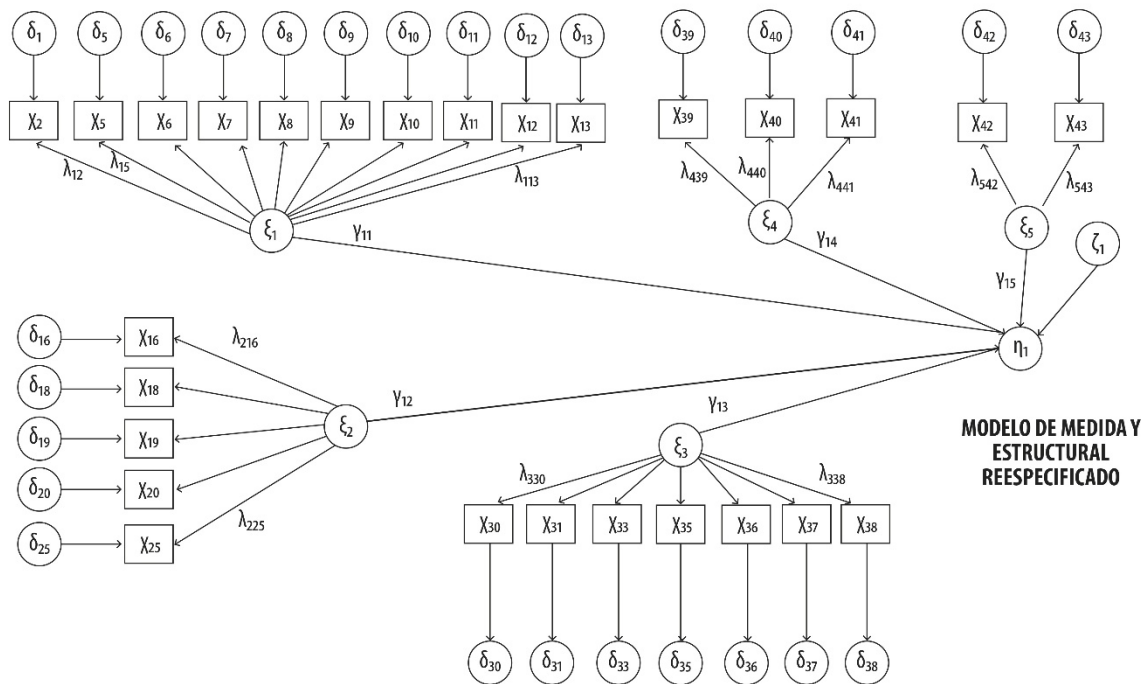 δ1 δ5 δ6 δ7 δ8 δ9 δ10 δ11 δ12 δ13 δ39 δ40 δ41 δ42 δ43
χ2 χ5 χ6 χ7 χ8 χ9 χ10 χ11 χ12 χ13 χ39 χ40 χ41 χ42 χ43
λ12 λ15 λ113 λ439 λ440 λ441 λ542 λ543
ξ1 γ11 ξ4 γ14 ξ5 ζ1
γ15
δ16 χ16 λ216 η1
δ18 χ18 γ12 γ13
δ19 χ19 ξ2 ξ3
MODELO DE MEDIDA Y
ESTRUCTURAL
REESPECIFICADO
δ20 χ20 λ330 λ338
λ225
δ25 χ25 χ30 χ31 χ33 χ35 χ36 χ37 χ38
δ30 δ31 δ33 δ35 δ36 δ37 δ38